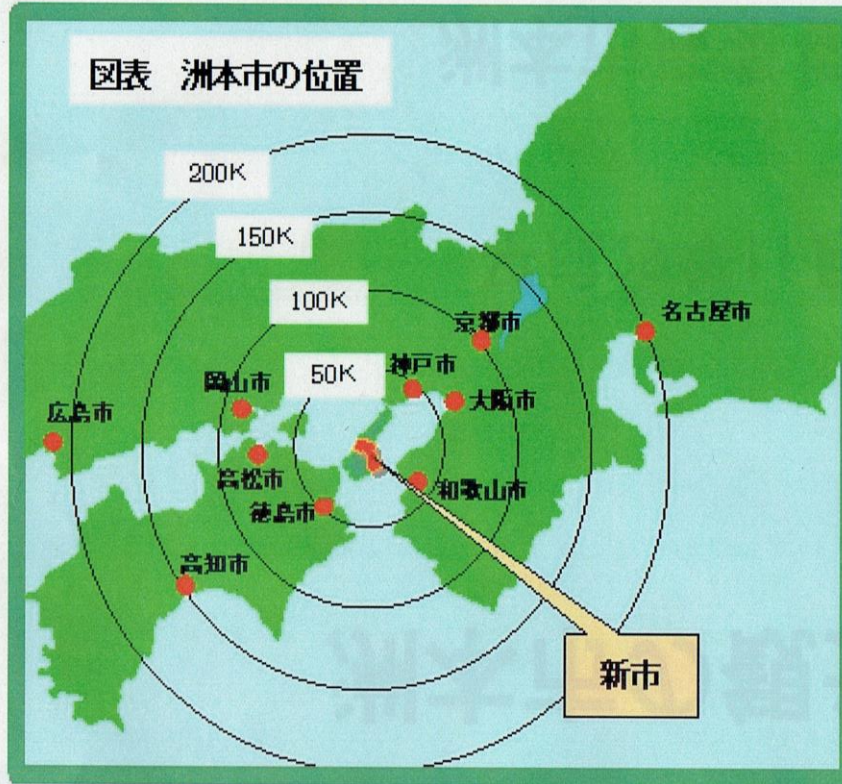 図表　洲本市の位置
200K
150K
100K
50K
京都市
名古屋市
神戸市
岡山市
大阪市
広島市
高松市
和歌山市
徳島市
高知市
新市